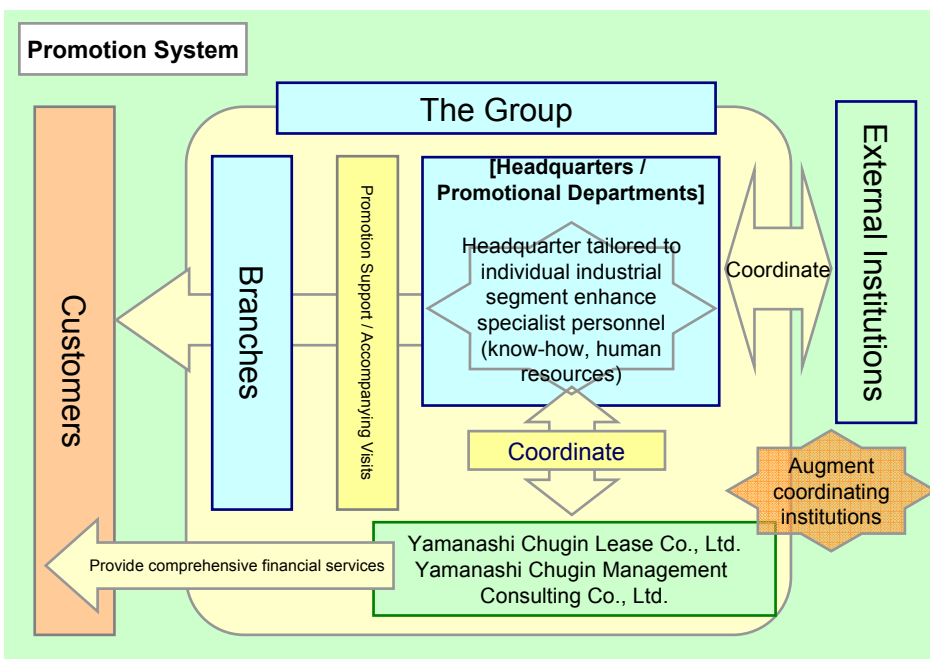 Promotion System
The Group
Customers
Branches
Promotion Support / Accompanying Visits
[Headquarters /
Promotional Departments]
Headquarter tailored to
individual industrial
segment enhance
specialist personnel
(know-how, human
resources)
Coordinate
External Institutions
Coordinate
Augment
coordinating
institutions
Provide comprehensive financial services
Yamanashi Chugin Lease Co., Ltd.
Yamanashi Chugin Management
Consulting Co., Ltd.